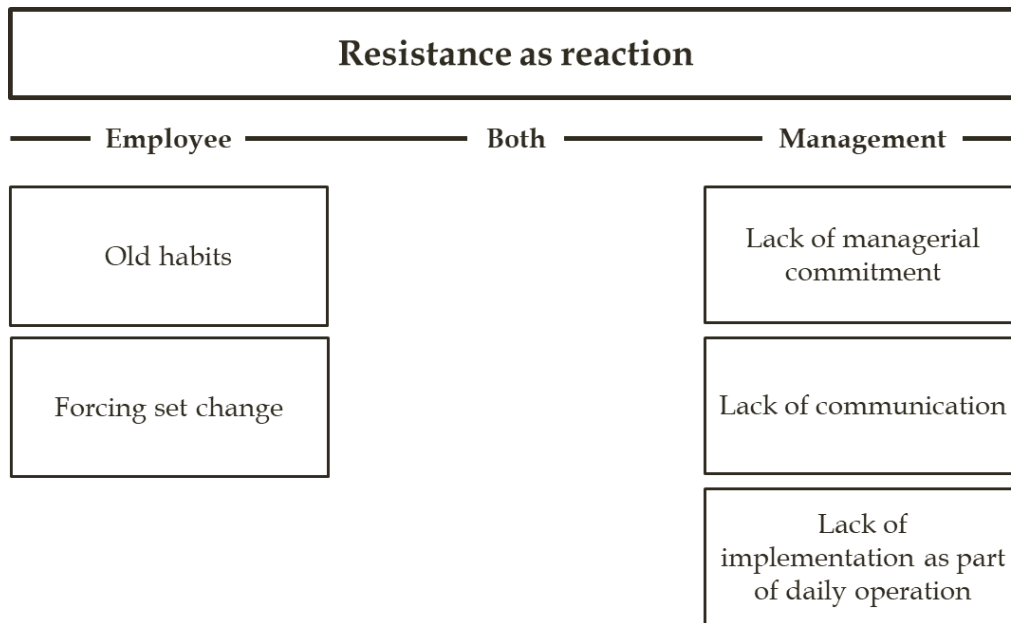 Resistance as reaction
Employee
Both
Management
Old habits
Lack of managerial
commitment
Forcing set change
Lack of communication
Lack of
implementation as part
of daily operation